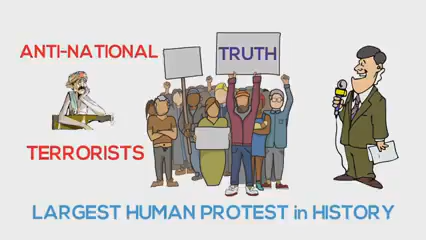 ANTI-NATIONAL
TRUTH
TERRORISTS
LARGEST HUMAN PROTEST in HISTORY